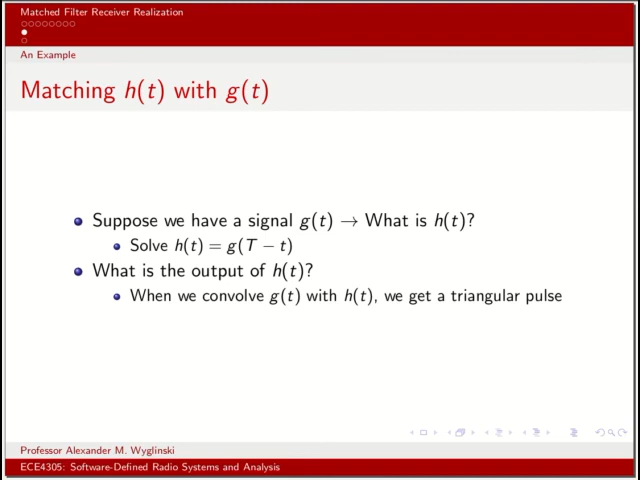 Matched Filter Receiver Realization
An Example
Matching h(t) with g(t)
Suppose we have a signal g(t) → What is h(t)?
Solve h(t) = g(T − t)
What is the output of h(t)?
When we convolve g(t) with h(t), we get a triangular pulse
Professor Alexander M. Wyglinski
ECE4305: Software-Defined Radio Systems and Analysis